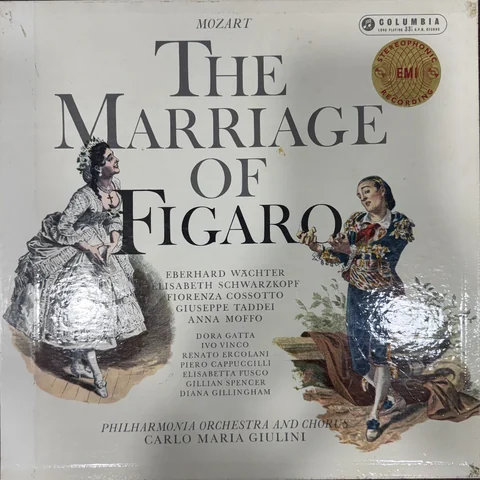 MOZART
COLUMBIA
LONG PLAYING 33⅓ R.P.M. RECORD
STEREOPHONIC
EMI
RECORDING
THE
MARRIAGE
OF
FIGARO
EBERHARD WÄCHTER
ELISABETH SCHWARZKOPF
FIORENZA COSSOTTO
GIUSEPPE TADDEI
ANNA MOFFO
DORA GATTA
IVO VINCO
RENATO ERCOLANI
PIERO CAPPUCCILLI
ELISABETTA FUSCO
GILLIAN SPENCER
DIANA GILLINGHAM
PHILHARMONIA ORCHESTRA AND CHORUS
CARLO MARIA GIULINI